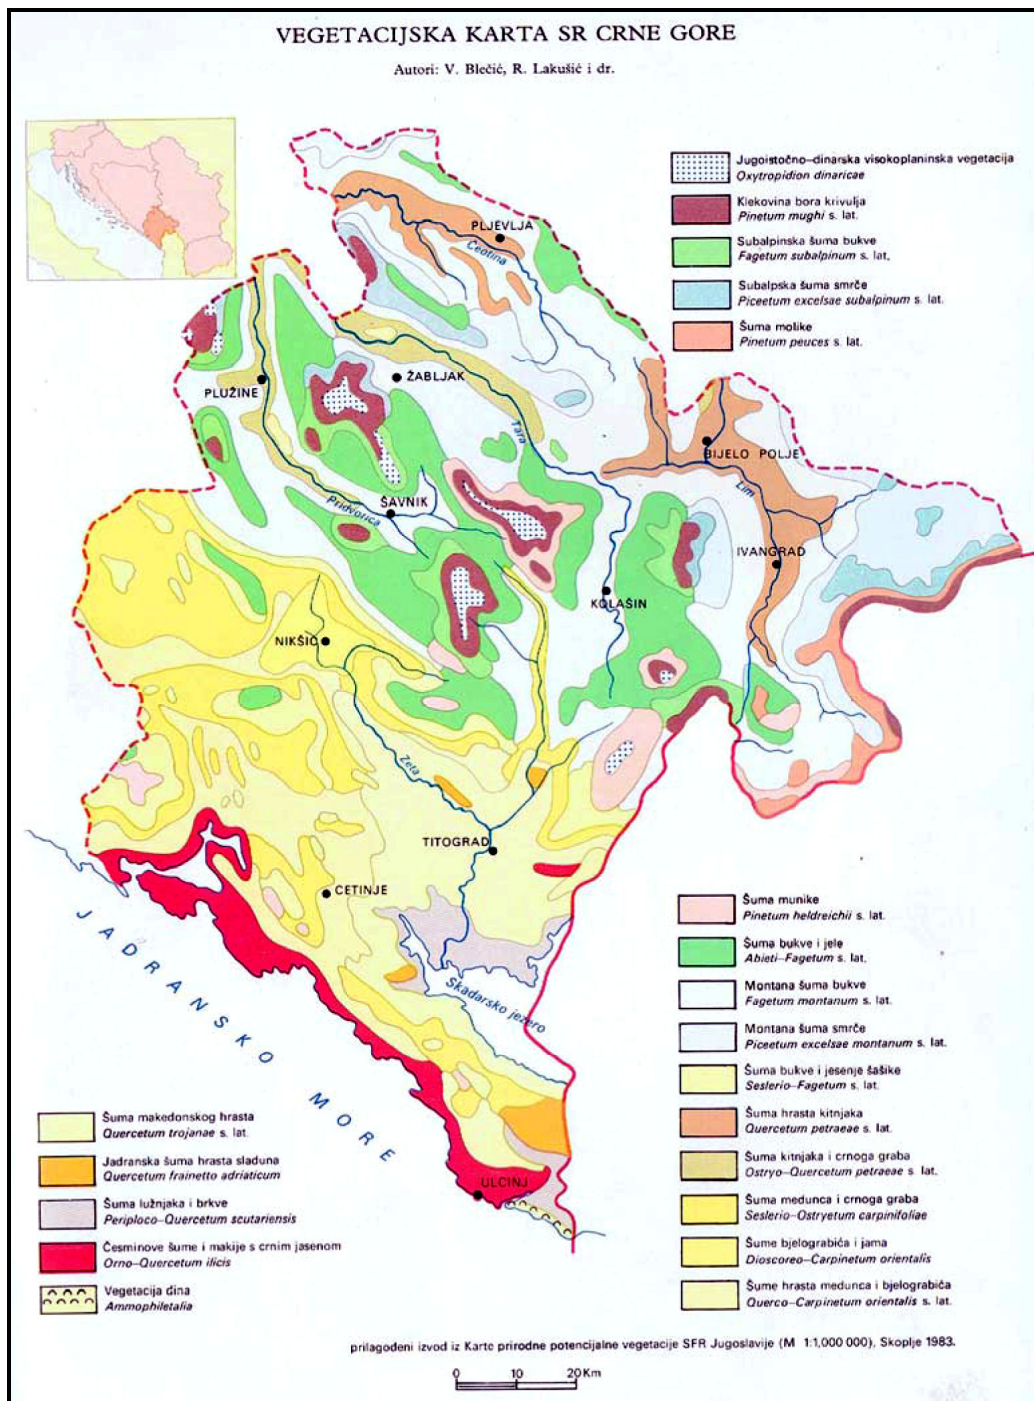 VEGETACIJSKA KARTA SR CRNE GORE
Autori: V. Blečić, R. Lakušić i dr.
Jugoistočno–dinarska visokoplaninska vegetacija
Oxytropidion dinaricae
Klekovina bora krivulja
Pinetum mughi s. lat.
Subalpinska šuma bukve
Fagetum subalpinum s. lat.
Subalpska šuma smrče
Piceetum excelsae subalpinum s. lat.
Šuma molike
Pinetum peuces s. lat.
PLJEVLJA
Ćeotina
PLUŽINE
ŽABLJAK
Tara
BIJELO POLJE
Lim
ŠAVNIK
Pridvorica
IVANGRAD
KOLAŠIN
NIKŠIĆ
Zeta
TITOGRAD
CETINJE
Skadarsko jezero
JADRANSKO MORE
ULCINJ
Šuma munike
Pinetum heldreichii s. lat.
Šuma bukve i jele
Abieti–Fagetum s. lat.
Montana šuma bukve
Fagetum montanum s. lat.
Montana šuma smrče
Piceetum excelsae montanum s. lat.
Šuma bukve i jesenje šašike
Seslerio–Fagetum s. lat.
Šuma hrasta kitnjaka
Quercetum petraeae s. lat.
Šuma kitnjaka i crnoga graba
Ostryo–Quercetum petraeae s. lat.
Šuma medunca i crnoga graba
Seslerio–Ostryetum carpinifoliae
Šume bjelograbića i jama
Dioscoreo–Carpinetum orientalis
Šume hrasta medunca i bjelograbića
Querco–Carpinetum orientalis s. lat.
Šuma makedonskog hrasta
Quercetum trojanae s. lat.
Jadranska šuma hrasta sladuna
Quercetum frainetto adriaticum
Šuma lužnjaka i brkve
Periploco–Quercetum scutariensis
Česminove šume i makije s crnim jasenom
Orno–Quercetum ilicis
Vegetacija dina
Ammophiletalia
prilagođeni izvod iz Karte prirodne potencijalne vegetacije SFR Jugoslavije (M 1:1,000 000), Skoplje 1983.
0 10 20 Km